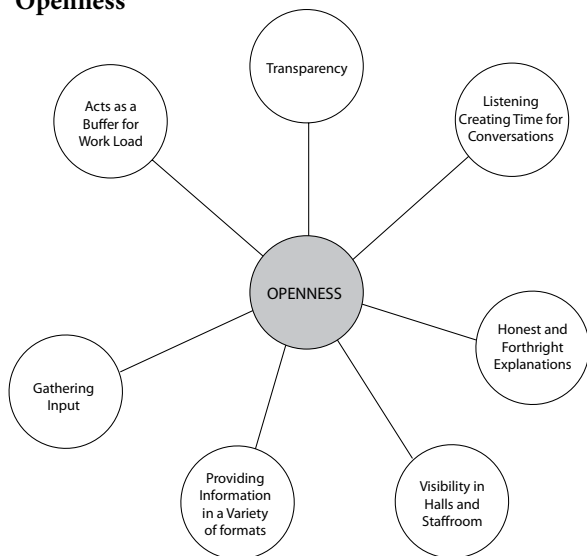 Openness
Transparency
Acts as a
Buffer for
Work Load
Listening
Creating Time for
Conversations
OPENNESS
Honest and
Forthright
Explanations
Gathering
Input
Providing
Information
in a Variety
of formats
Visibility in
Halls and
Staffroom